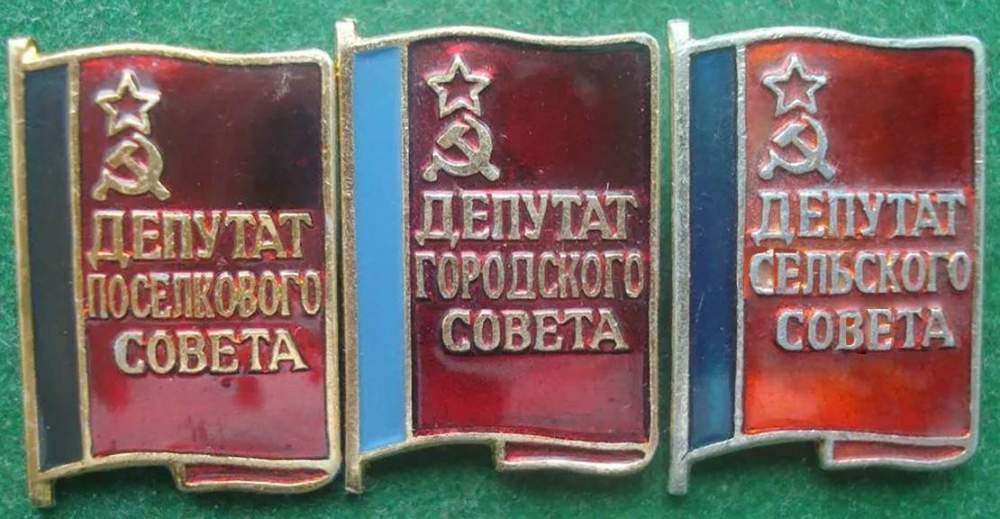 ДЕПУТАТ
ПОСЕЛКОВОГО
СОВЕТА
ДЕПУТАТ
ГОРОДСКОГО
СОВЕТА
ДЕПУТАТ
СЕЛЬСКОГО
СОВЕТА